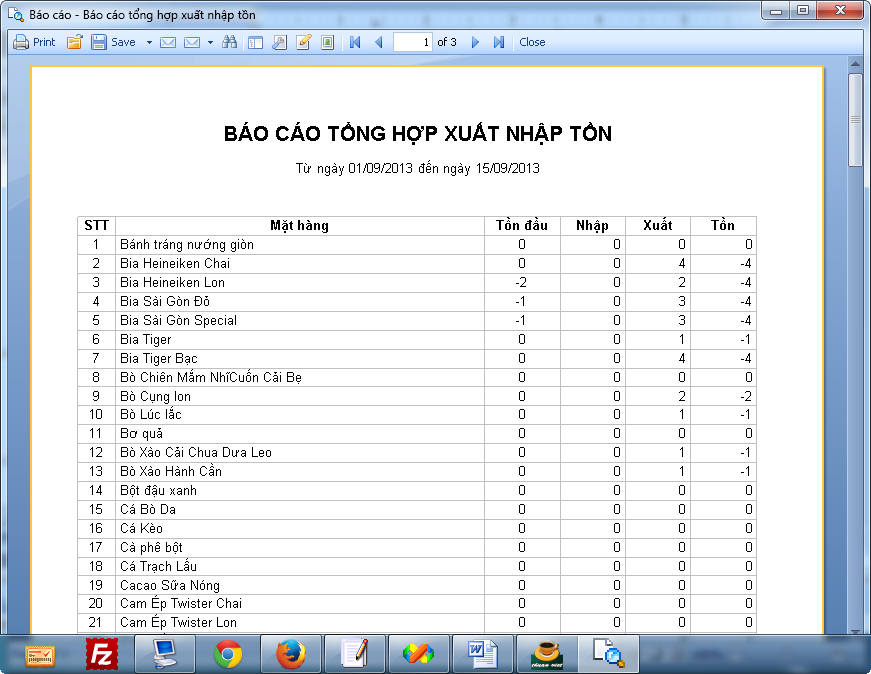 Báo cáo - Báo cáo tổng hợp xuất nhập tồn
Print Save 1 of 3 Close
BÁO CÁO TỔNG HỢP XUẤT NHẬP TỒN
Từ ngày 01/09/2013 đến ngày 15/09/2013
STT Mặt hàng Tồn đầu Nhập Xuất Tồn
1 Bánh tráng nướng giòn 0 0 0 0
2 Bia Heineiken Chai 0 0 4 -4
3 Bia Heineiken Lon -2 0 2 -4
4 Bia Sài Gòn Đỏ -1 0 3 -4
5 Bia Sài Gòn Special -1 0 3 -4
6 Bia Tiger 0 0 1 -1
7 Bia Tiger Bạc 0 0 4 -4
8 Bò Chiên Mắm NhĩCuốn Cải Bẹ 0 0 0 0
9 Bò Cụng lon 0 0 2 -2
10 Bò Lúc lắc 0 0 1 -1
11 Bơ quả 0 0 0 0
12 Bò Xào Cải Chua Dưa Leo 0 0 1 -1
13 Bò Xào Hành Cần 0 0 1 -1
14 Bột đậu xanh 0 0 0 0
15 Cá Bò Da 0 0 0 0
16 Cá Kèo 0 0 0 0
17 Cà phê bột 0 0 0 0
18 Cá Trạch Lấu 0 0 0 0
19 Cacao Sữa Nóng 0 0 0 0
20 Cam Ép Twister Chai 0 0 0 0
21 Cam Ép Twister Lon 0 0 0 0
Fz